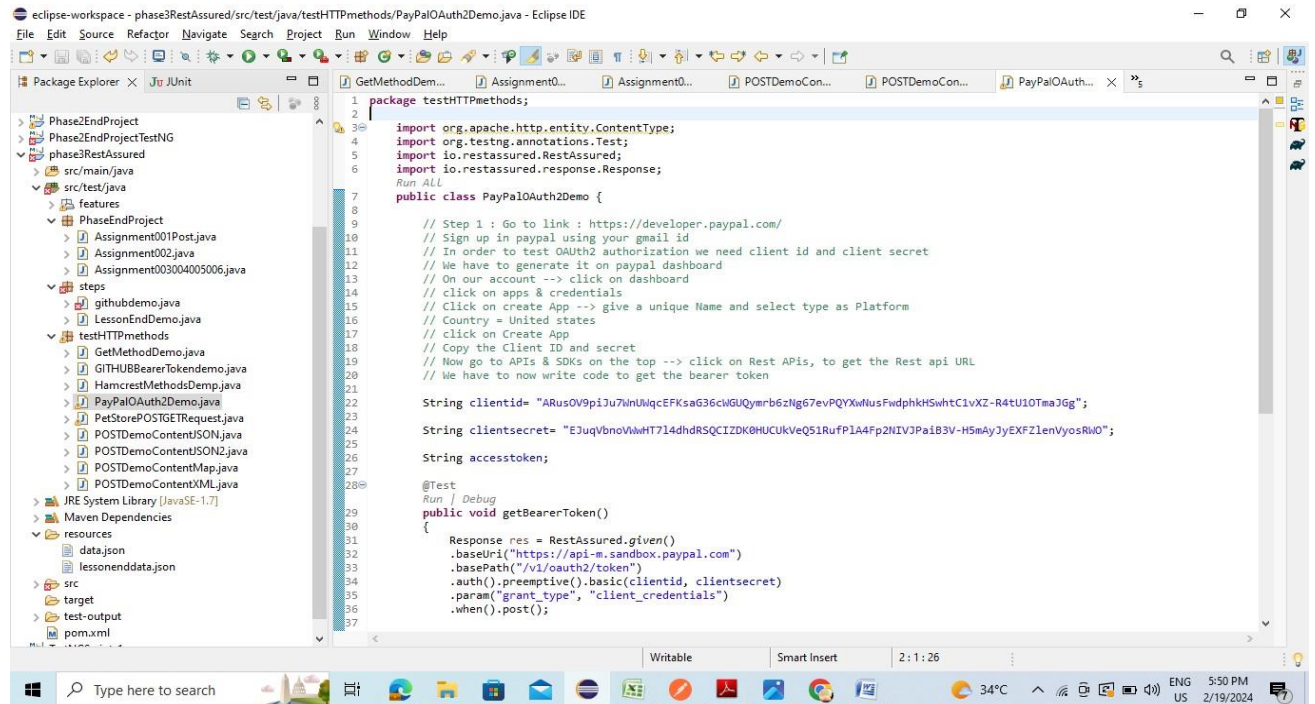 eclipse-workspace - phase3RestAssured/src/test/java/testHTTPmethods/PayPalOAuth2Demo.java - Eclipse IDE
File Edit Source Refactor Navigate Search Project Run Window Help
Package Explorer JUnit
Phase2EndProject
Phase2EndProjectTestNG
phase3RestAssured
src/main/java
src/test/java
features
PhaseEndProject
Assignment001Post.java
Assignment002.java
Assignment003004005006.java
steps
githubdemo.java
LessonEndDemo.java
testHTTPmethods
GetMethodDemo.java
GITHUBBearerTokendemo.java
HamcrestMethodsDemp.java
PayPalOAuth2Demo.java
PetStorePOSTGETRequest.java
POSTDemoContentJSON.java
POSTDemoContentJSON2.java
POSTDemoContentMap.java
POSTDemoContentXML.java
JRE System Library [JavaSE-1.7]
Maven Dependencies
resources
data.json
lessonenddata.json
src
target
test-output
pom.xml
GetMethodDem... Assignment0... Assignment0... POSTDemoCon... POSTDemoCon... PayPalOAuth... 5
1 package testHTTPmethods;
2
3 import org.apache.http.entity.ContentType;
4 import org.testng.annotations.Test;
5 import io.restassured.RestAssured;
6 import io.restassured.response.Response;
Run ALL
7 public class PayPalOAuth2Demo {
8
9 // Step 1 : Go to link : https://developer.paypal.com/
10 // Sign up in paypal using your gmail id
11 // In order to test OAUth2 authorization we need client id and client secret
12 // We have to generate it on paypal dashboard
13 // On our account --> click on dashboard
14 // click on apps & credentials
15 // Click on create App --> give a unique Name and select type as Platform
16 // Country = United states
17 // click on Create App
18 // Copy the Client ID and secret
19 // Now go to APIs & SDKs on the top --> click on Rest APIs, to get the Rest api URL
20 // We have to now write code to get the bearer token
21
22 String clientid= "ARusOV9piJu7WnUWqcEFKsaG36cWGUQymrb6zNg67evPQYXwNusFwdphkHSwhtC1vXZ-R4tU1OTmaJGg";
23
24 String clientsecret= "EJuqVbnoVWwHT7l4dhdRSQCIZDK0HUCUkVeQ51RufPlA4Fp2NIVJPaiB3V-H5mAyJyEXFZlenVyosRWO";
25
26 String accesstoken;
27
28 @Test
Run | Debug
29 public void getBearerToken()
30 {
31 Response res = RestAssured.given()
32 .baseUri("https://api-m.sandbox.paypal.com")
33 .basePath("/v1/oauth2/token")
34 .auth().preemptive().basic(clientid, clientsecret)
35 .param("grant_type", "client_credentials")
36 .when().post();
37
Writable Smart Insert 2 : 1 : 26
Type here to search 34°C ENG 5:50 PM
US 2/19/2024